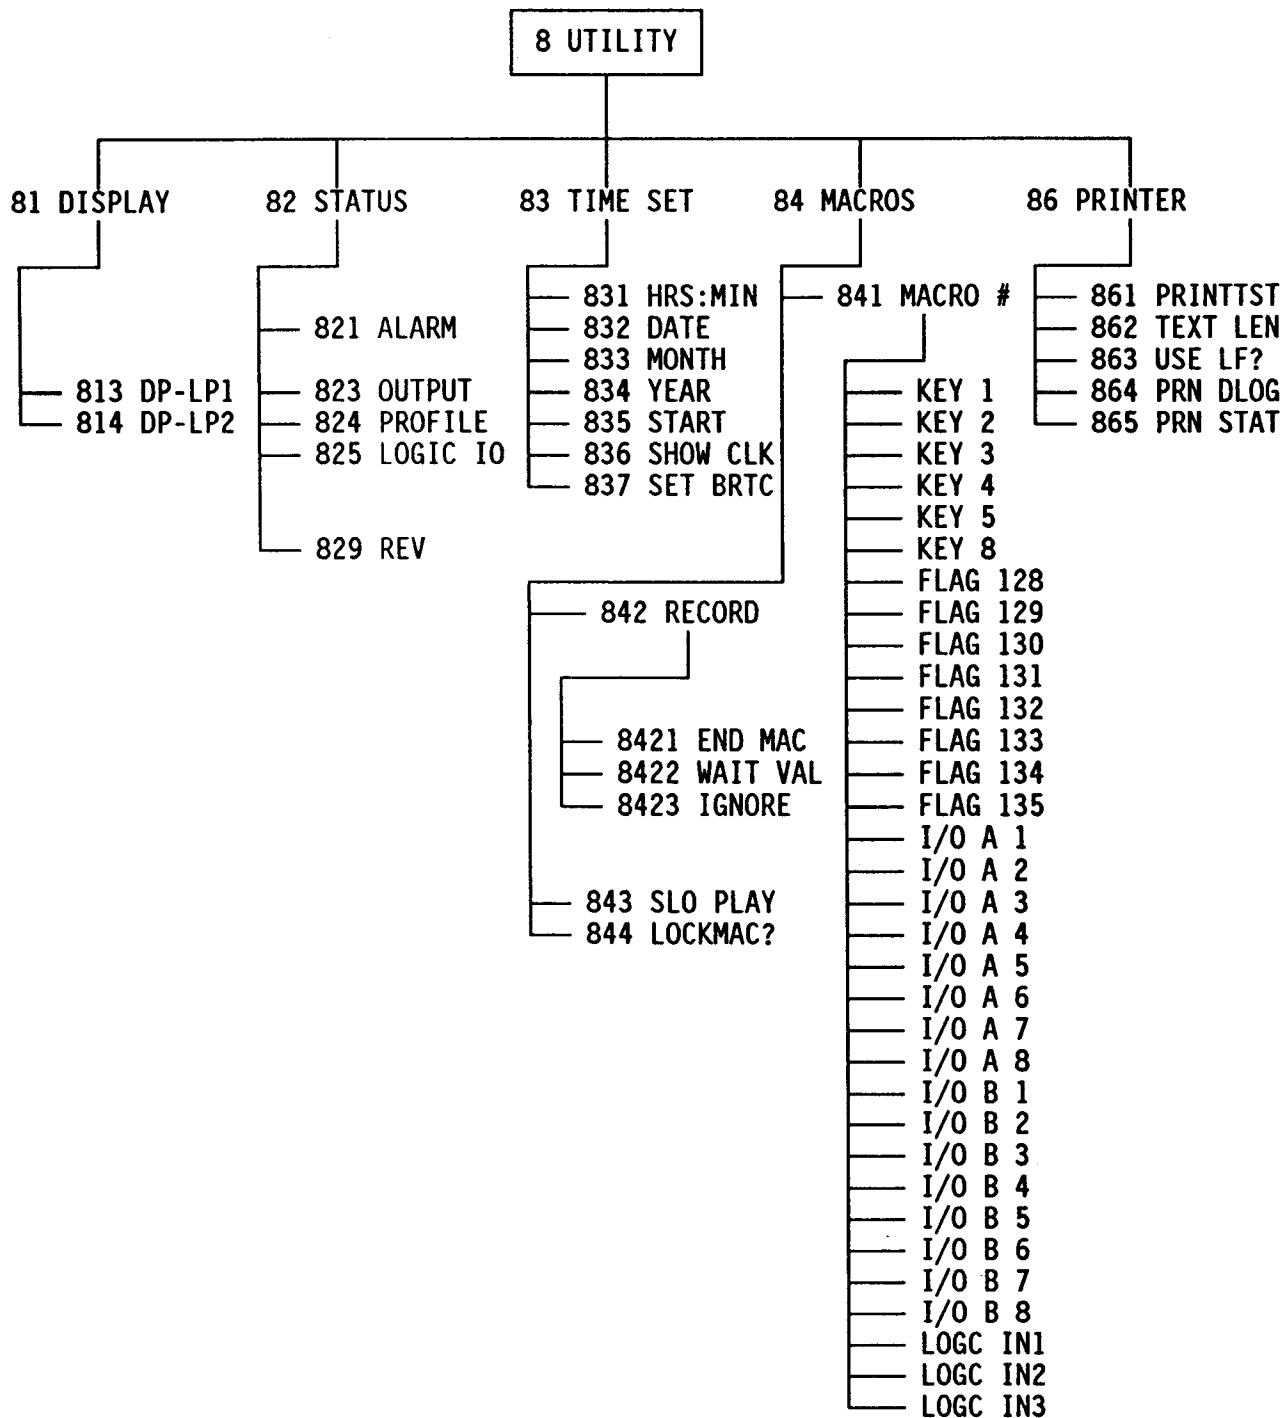 8 UTILITY
81 DISPLAY
813 DP-LP1
814 DP-LP2
82 STATUS
821 ALARM
823 OUTPUT
824 PROFILE
825 LOGIC IO
829 REV
83 TIME SET
831 HRS:MIN
832 DATE
833 MONTH
834 YEAR
835 START
836 SHOW CLK
837 SET BRTC
84 MACROS
841 MACRO #
KEY 1
KEY 2
KEY 3
KEY 4
KEY 5
KEY 8
FLAG 128
FLAG 129
FLAG 130
FLAG 131
FLAG 132
FLAG 133
FLAG 134
FLAG 135
I/O A 1
I/O A 2
I/O A 3
I/O A 4
I/O A 5
I/O A 6
I/O A 7
I/O A 8
I/O B 1
I/O B 2
I/O B 3
I/O B 4
I/O B 5
I/O B 6
I/O B 7
I/O B 8
LOGC IN1
LOGC IN2
LOGC IN3
842 RECORD
8421 END MAC
8422 WAIT VAL
8423 IGNORE
843 SLO PLAY
844 LOCKMAC?
86 PRINTER
861 PRINTTST
862 TEXT LEN
863 USE LF?
864 PRN DLOG
865 PRN STAT